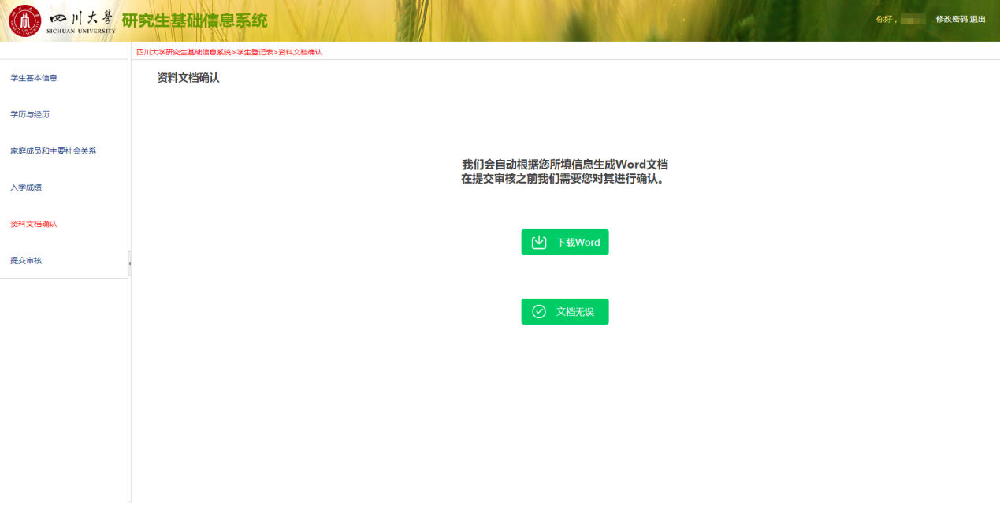 四川大学
SICHUAN UNIVERSITY
研究生基础信息系统
你好，
修改密码 退出
四川大学研究生基础信息系统>学生登记表>资料文档确认
学生基本信息
学历与经历
家庭成员和主要社会关系
入学成绩
资料文档确认
提交审核
资料文档确认
我们会自动根据您所填信息生成Word文档
在提交审核之前我们需要您对其进行确认。
下载Word
文档无误